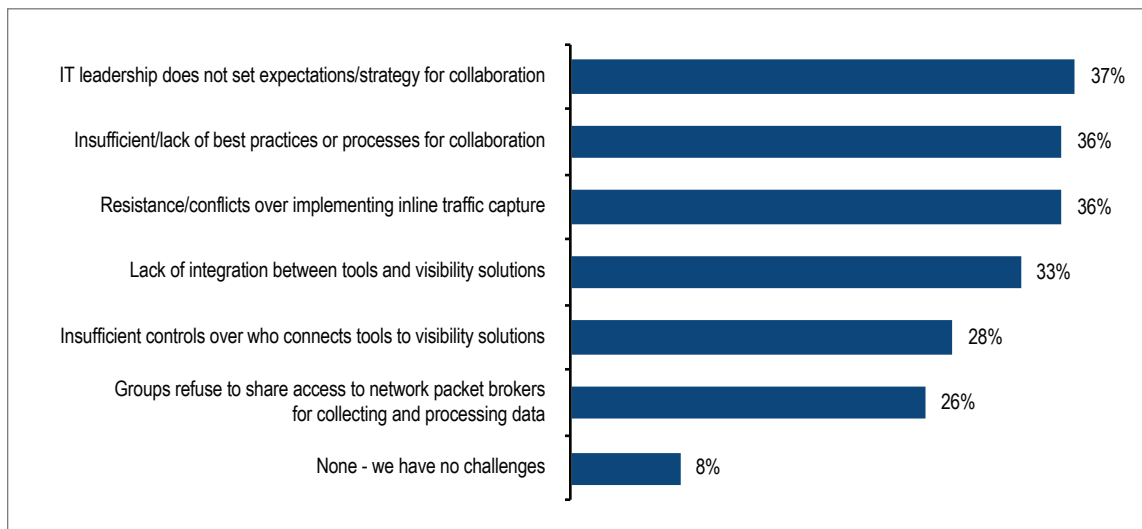 IT leadership does not set expectations/strategy for collaboration 37%
Insufficient/lack of best practices or processes for collaboration 36%
Resistance/conflicts over implementing inline traffic capture 36%
Lack of integration between tools and visibility solutions 33%
Insufficient controls over who connects tools to visibility solutions 28%
Groups refuse to share access to network packet brokers
for collecting and processing data 26%
None - we have no challenges 8%